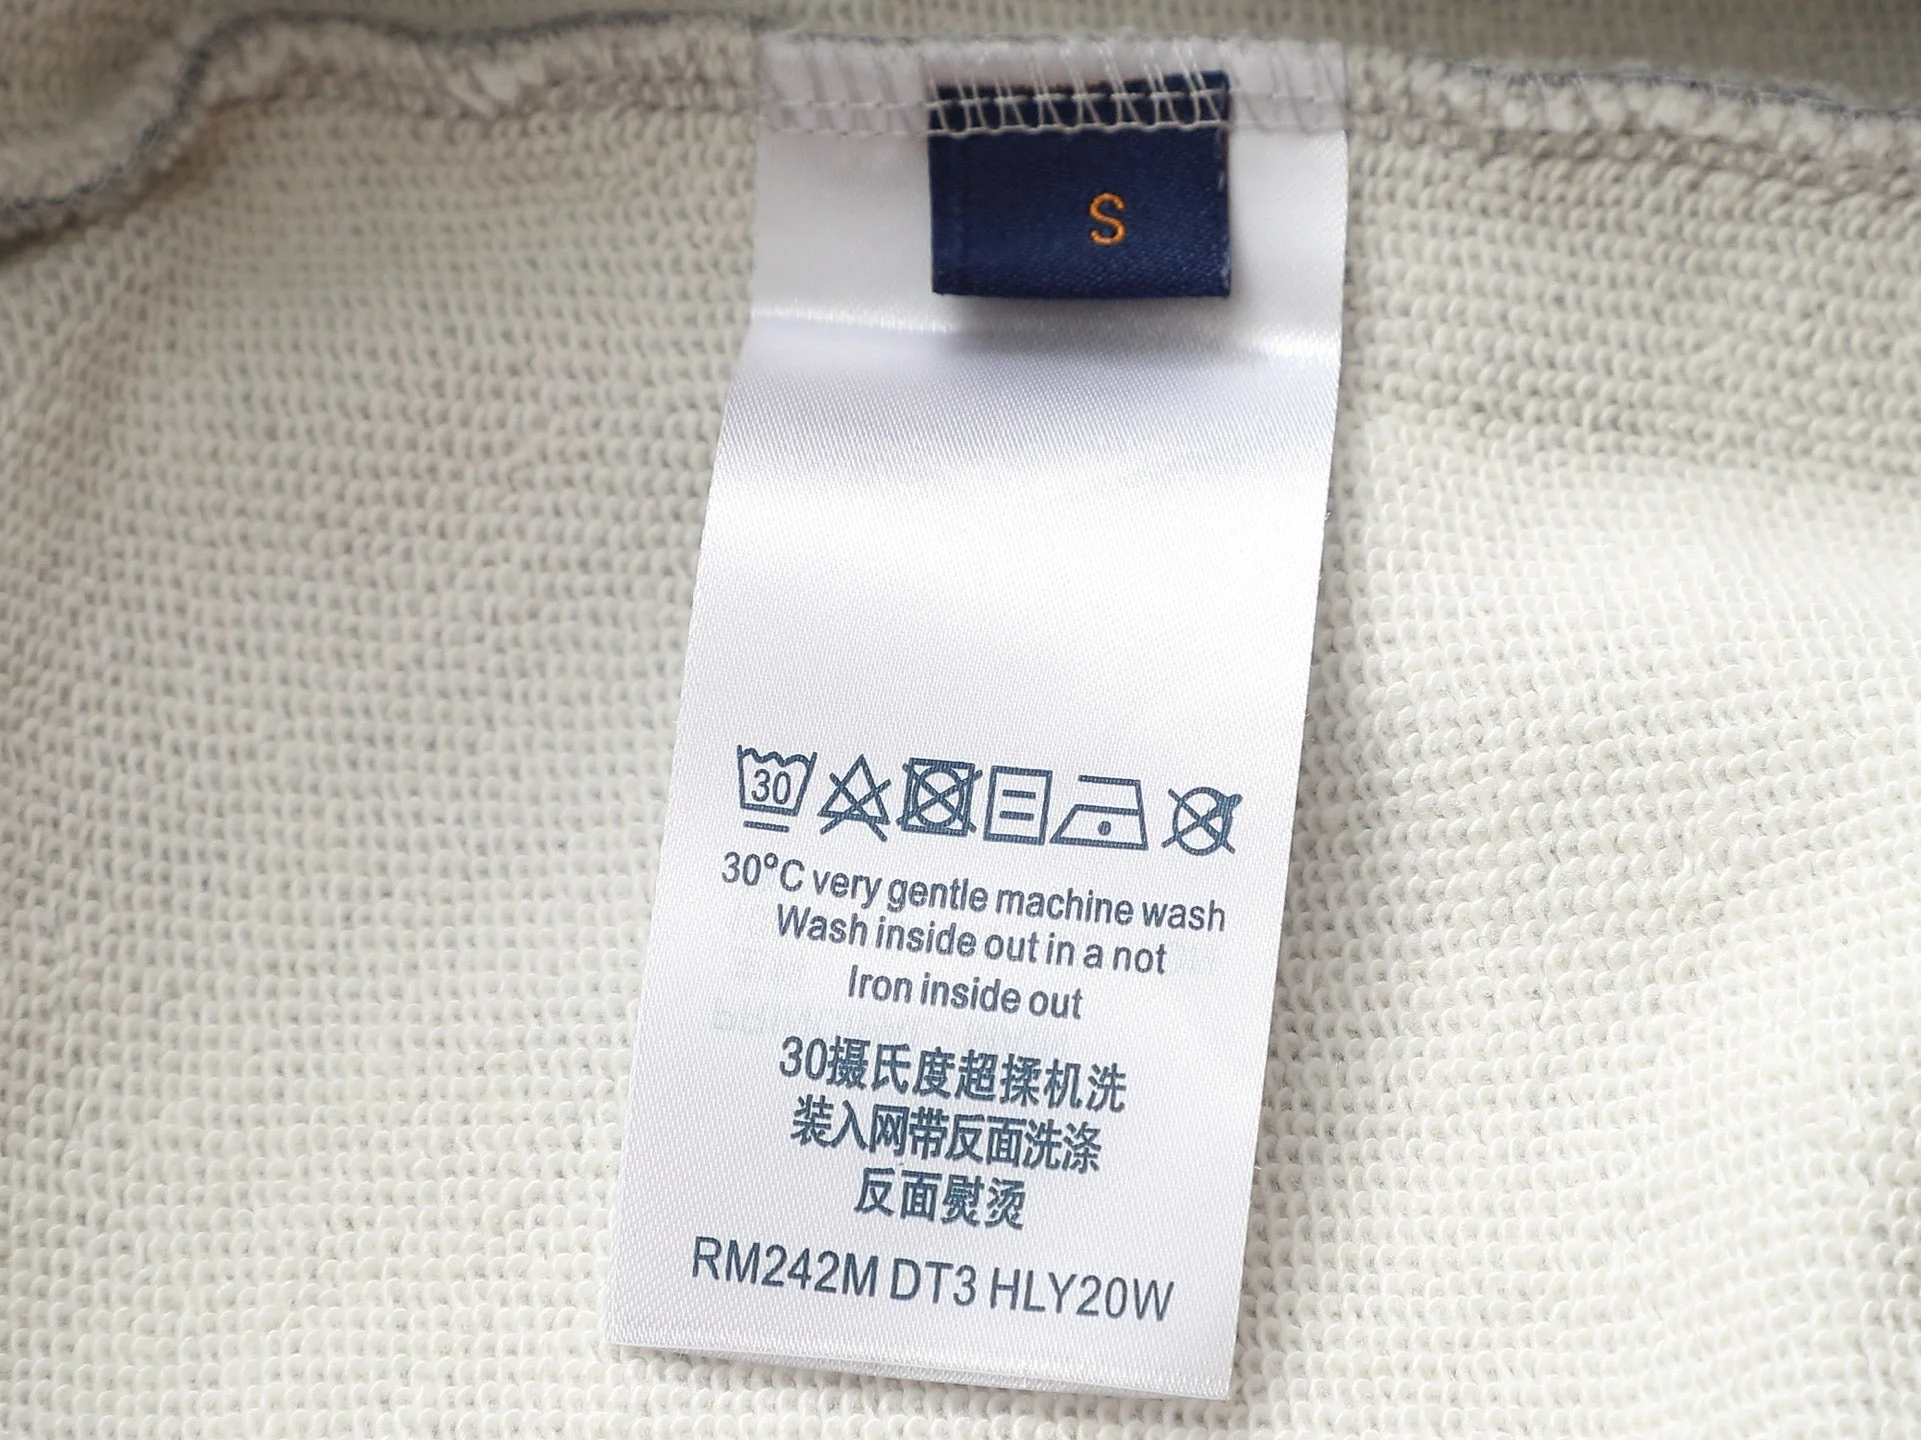 S
30
30°C very gentle machine wash
Wash inside out in a not
Iron inside out
30摄氏度超揉机洗
装入网带反面洗涤
反面熨烫
RM242M DT3 HLY20W